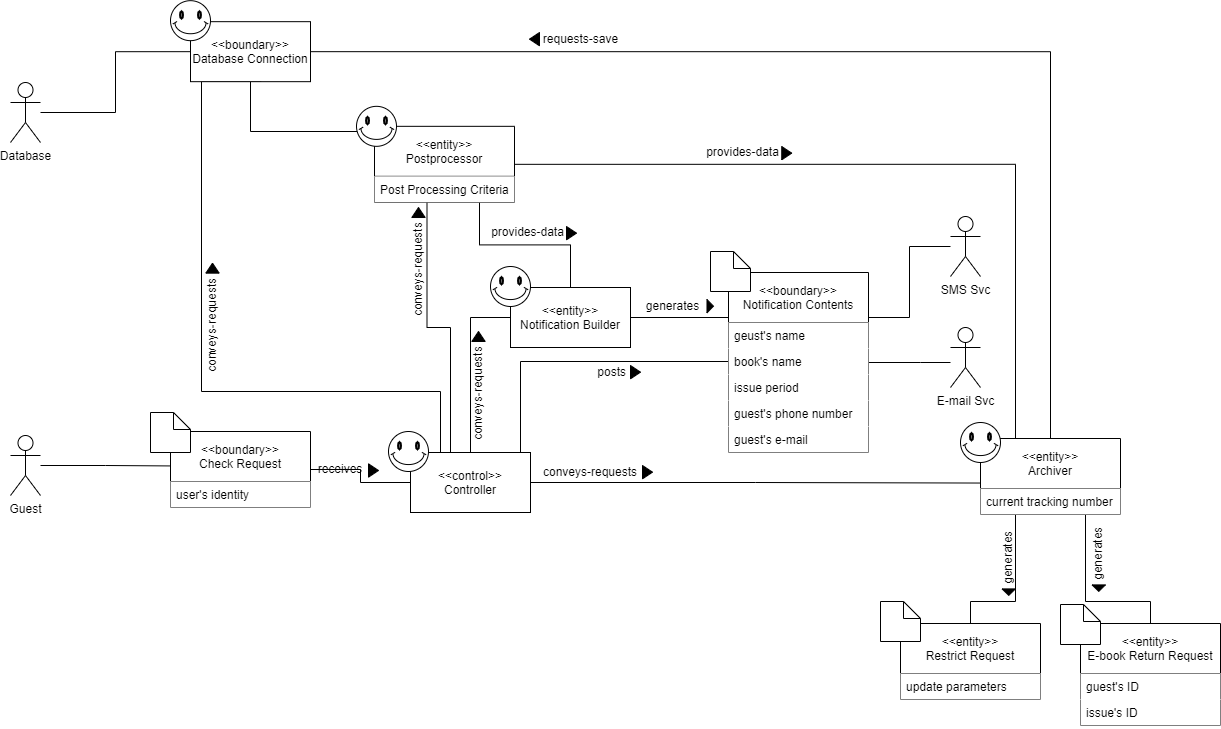 <<boundary>>
Database Connection
requests-save
Database
<<entity>>
Postprocessor
Post Processing Criteria
provides-data
conveys-requests
provides-data
conveys-requests
SMS Svc
<<entity>>
Notification Builder
generates
<<boundary>>
Notification Contents
geust's name
book's name
issue period
guest's phone number
guest's e-mail
conveys-requests
posts
E-mail Svc
Guest
<<boundary>>
Check Request
user's identity
receives
<<control>>
Controller
conveys-requests
<<entity>>
Archiver
current tracking number
generates
generates
<<entity>>
Restrict Request
update parameters
<<entity>>
E-book Return Request
guest's ID
issue's ID